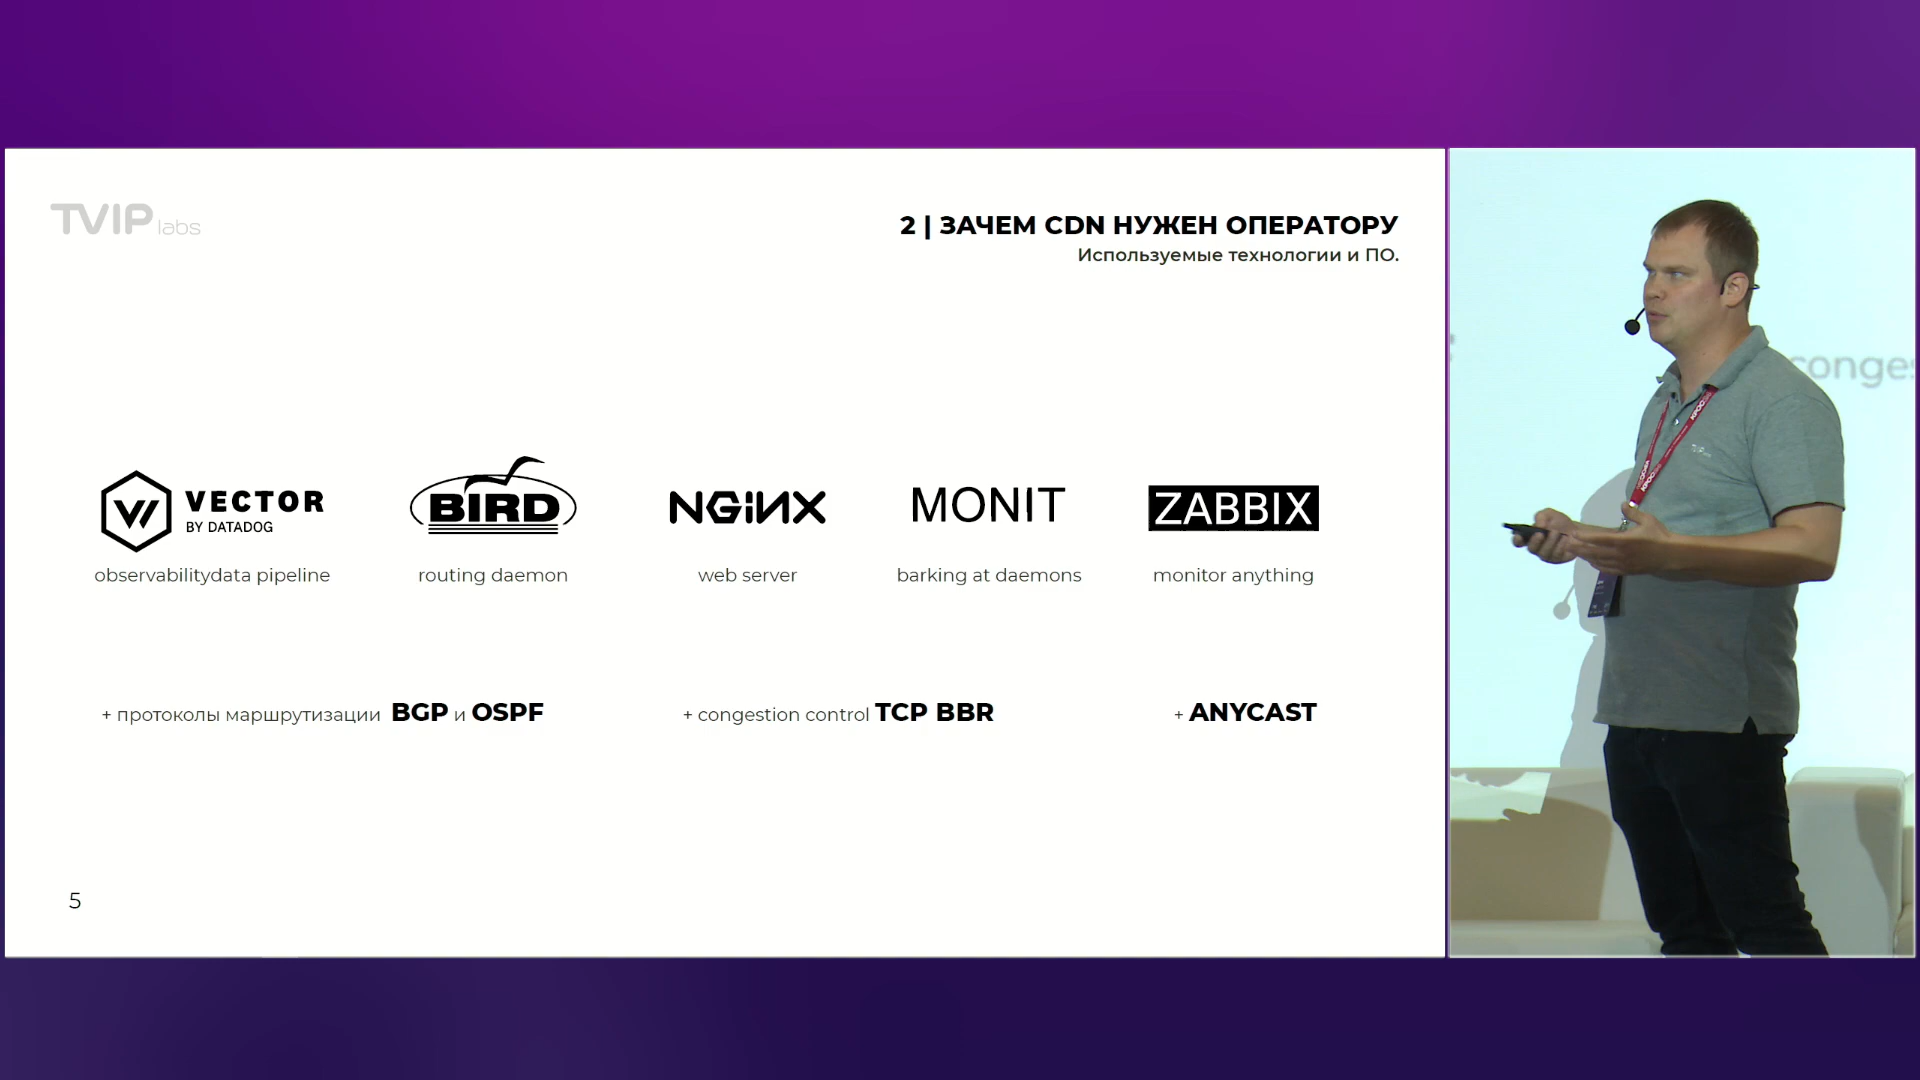 TVIP labs
2 | ЗАЧЕМ CDN НУЖЕН ОПЕРАТОРУ
Используемые технологии и ПО.
VECTOR
BY DATADOG
BIRD
NGINX
MONIT
ZABBIX
observabilitydata pipeline
routing daemon
web server
barking at daemons
monitor anything
+ протоколы маршрутизации BGP и OSPF
+ congestion control TCP BBR
+ ANYCAST
5
conges
TVIP